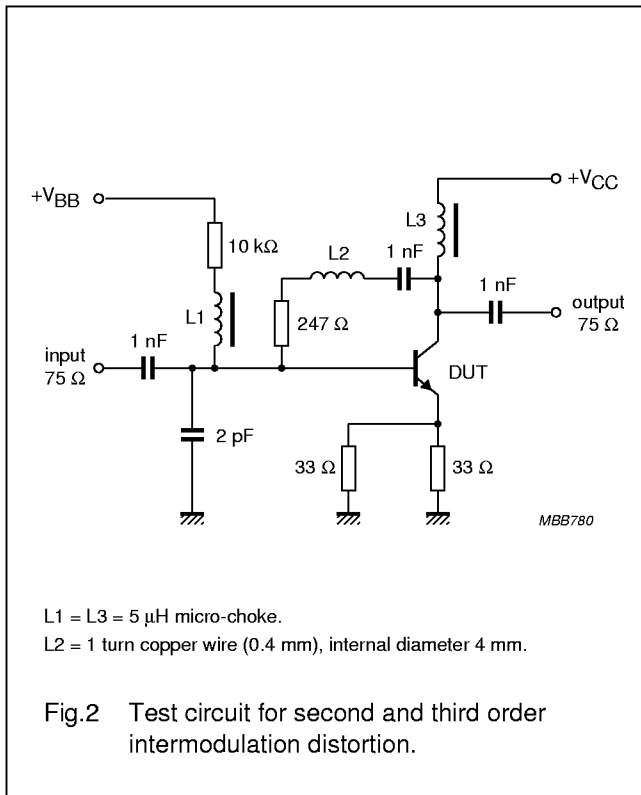 +VCC
+VBB
L3
L2
1 nF
10 kΩ
1 nF
output
75 Ω
L1
247 Ω
1 nF
input
75 Ω
DUT
2 pF
33 Ω
33 Ω
MBB780
L1 = L3 = 5 µH micro-choke.
L2 = 1 turn copper wire (0.4 mm), internal diameter 4 mm.
Fig.2 Test circuit for second and third order
intermodulation distortion.